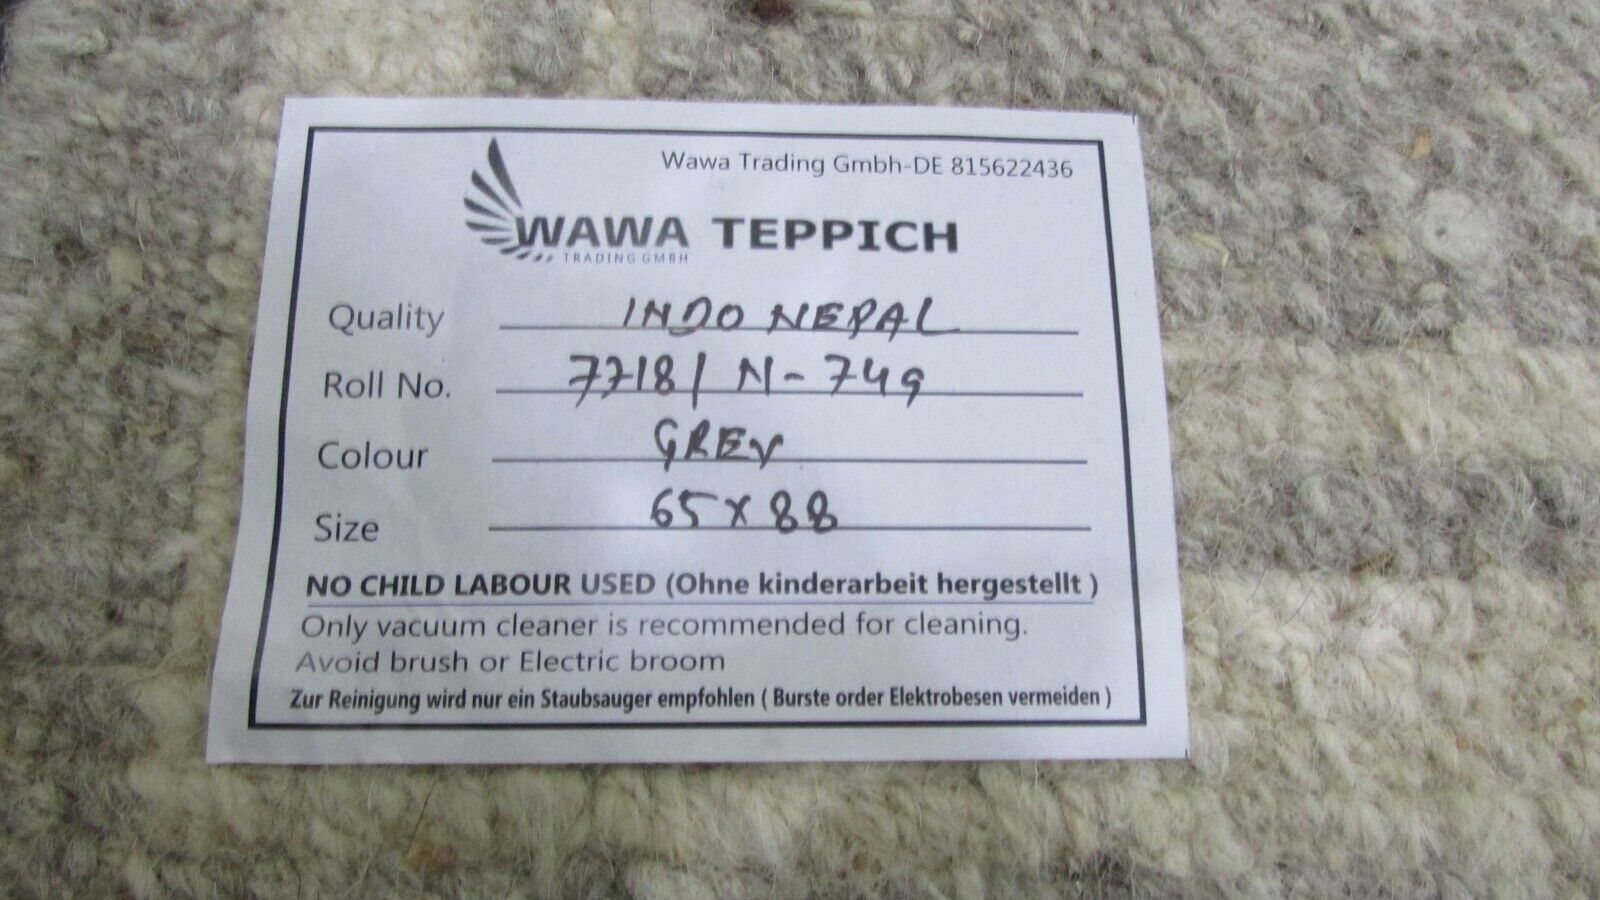 Wawa Trading Gmbh-DE 815622436
WAWA TEPPICH
TRADING GMBH
Quality INDO NEPAL
Roll No. 7718 / N - 749
Colour GREY
Size 65 x 88
NO CHILD LABOUR USED (Ohne kinderarbeit hergestellt )
Only vacuum cleaner is recommended for cleaning.
Avoid brush or Electric broom
Zur Reinigung wird nur ein Staubsauger empfohlen ( Burste order Elektrobesen vermeiden )